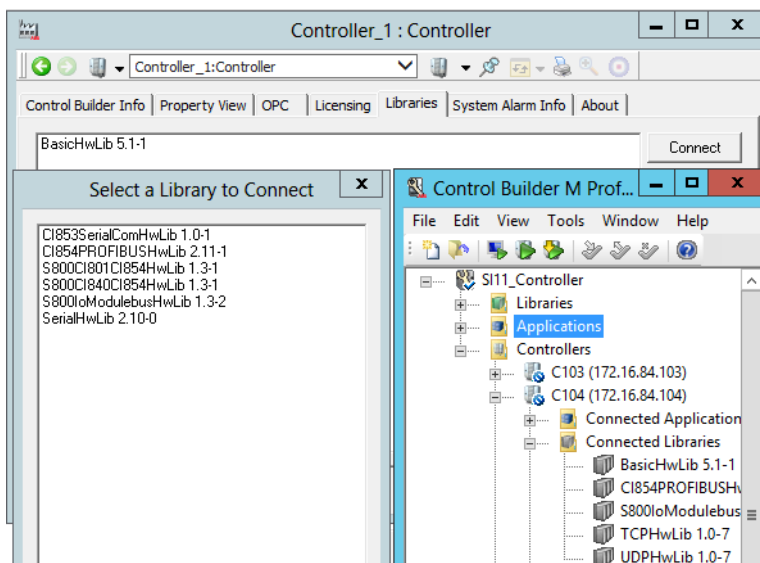 Controller_1 : Controller
Controller_1:Controller
Control Builder Info
Property View
OPC
Licensing
Libraries
System Alarm Info
About
BasicHwLib 5.1-1
Connect
Select a Library to Connect
CI853SerialComHwLib 1.0-1
CI854PROFIBUSHwLib 2.11-1
S800CI801CI854HwLib 1.3-1
S800CI840CI854HwLib 1.3-1
S800IoModulebusHwLib 1.3-2
SerialHwLib 2.10-0
Control Builder M Prof...
File Edit View Tools Window Help
SI11_Controller
Libraries
Applications
Controllers
C103 (172.16.84.103)
C104 (172.16.84.104)
Connected Application
Connected Libraries
BasicHwLib 5.1-1
CI854PROFIBUSH
S800IoModulebus
TCPHwLib 1.0-7
UDPHwLib 1.0-7